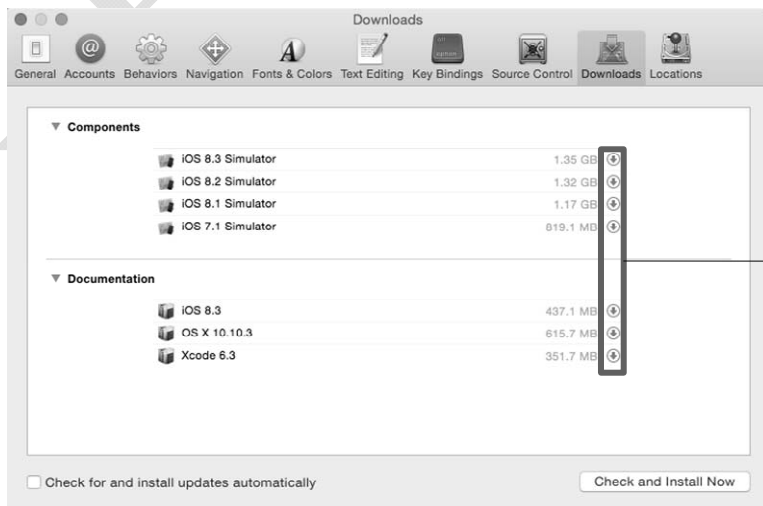 Downloads
@
on
option
General Accounts Behaviors Navigation Fonts & Colors Text Editing Key Bindings Source Control Downloads Locations
Components
iOS 8.3 Simulator 1.35 GB
iOS 8.2 Simulator 1.32 GB
iOS 8.1 Simulator 1.17 GB
iOS 7.1 Simulator 819.1 MB
Documentation
iOS 8.3 437.1 MB
OS X 10.10.3 615.7 MB
Xcode 6.3 351.7 MB
Check for and install updates automatically Check and Install Now